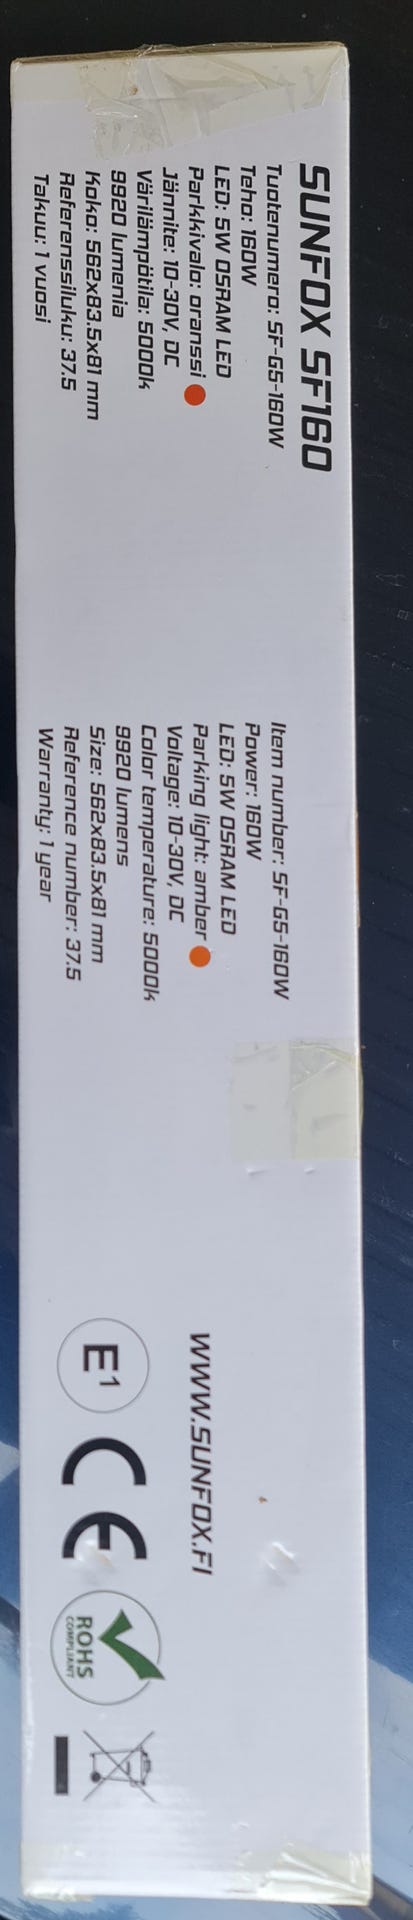 SUNFOX SF160
Tuotenumero: SF-G5-160W
Teho: 160W
LED: 5W OSRAM LED
Parkkivalo: oranssi
Jännite: 10-30V, DC
Värilämpötila: 5000k
9920 lumenia
Koko: 562x83.5x81 mm
Referenssiluku: 37.5
Takuu: 1 vuosi
Item number: SF-G5-160W
Power: 160W
LED: 5W OSRAM LED
Parking light: amber
Voltage: 10-30V, DC
Color temperature: 5000k
9920 lumens
Size: 562x83.5x81 mm
Reference number: 37.5
Warranty: 1 year
WWW.SUNFOX.FI
E1
CE
ROHS
COMPLIANT